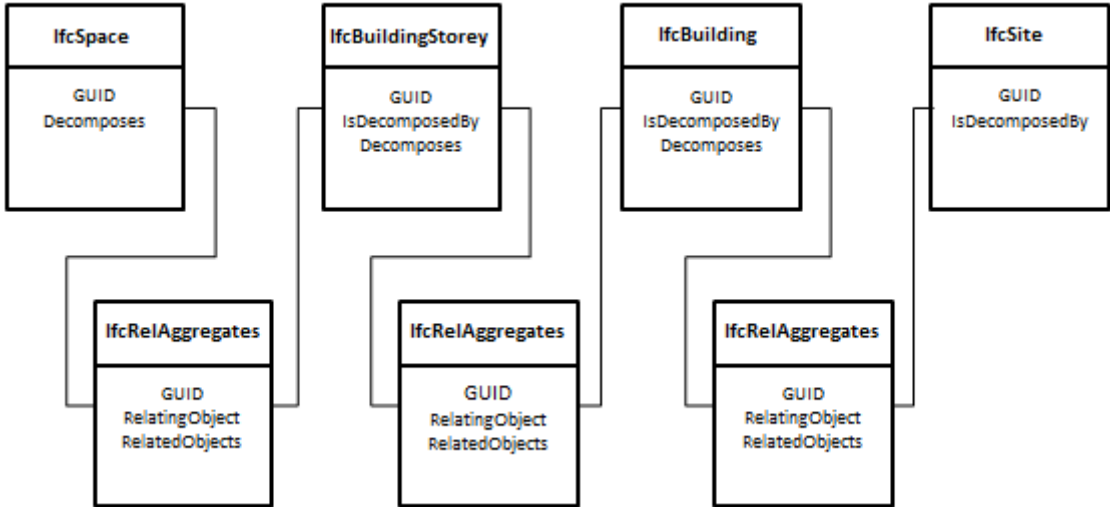 IfcSpace
GUID
Decomposes
IfcBuildingStorey
GUID
IsDecomposedBy
Decomposes
IfcBuilding
GUID
IsDecomposedBy
Decomposes
IfcSite
GUID
IsDecomposedBy
IfcRelAggregates
GUID
RelatingObject
RelatedObjects
IfcRelAggregates
GUID
RelatingObject
RelatedObjects
IfcRelAggregates
GUID
RelatingObject
RelatedObjects